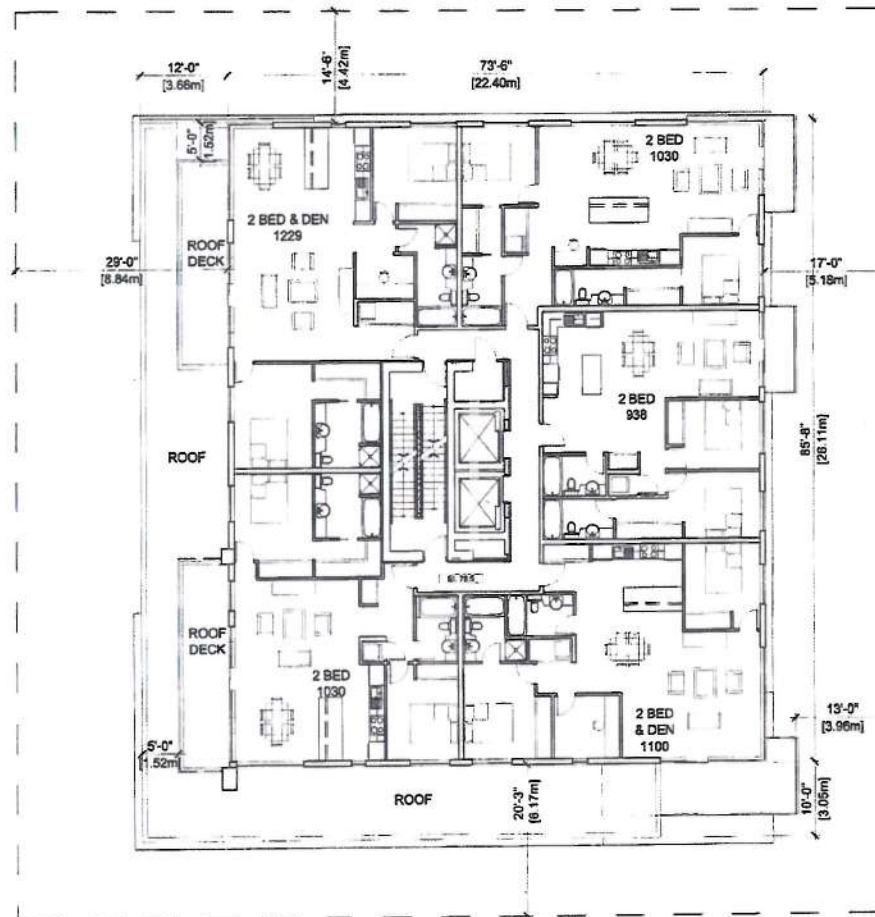 12'-0"
[3.66m]
14'-6"
[4.42m]
73'-6"
[22.40m]
5'-0"
1.52m]
2 BED
1030
2 BED & DEN
1229
ROOF
DECK
29'-0"
[8.84m]
17'-0"
[5.18m]
2 BED
938
85'-8"
[26.11m]
ROOF
ROOF
DECK
2 BED
1030
2 BED
& DEN
1100
13'-0"
[3.96m]
5'-0"
1.52m]
ROOF
20'-3"
[6.17m]
10'-0"
[3.05m]